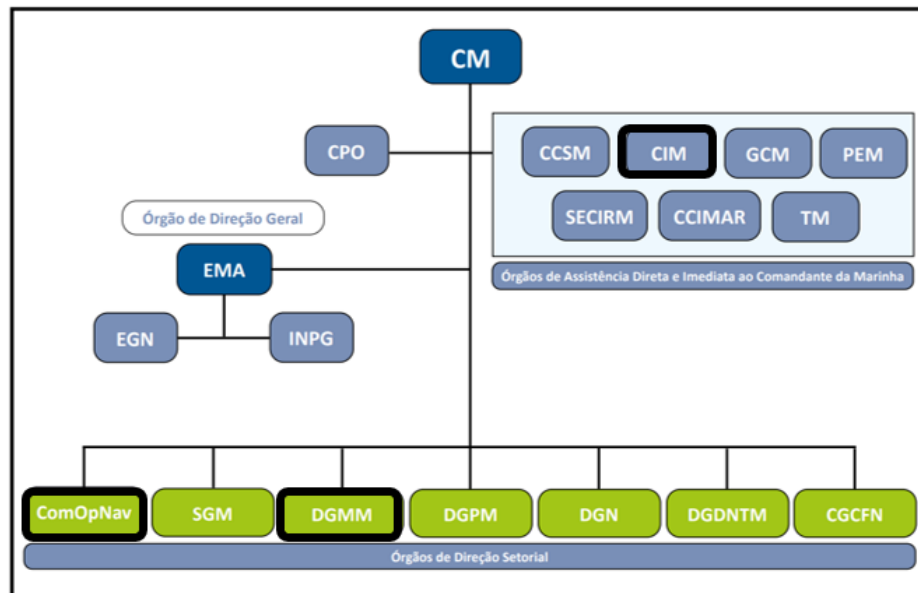 CM
CPO
CCSM
CIM
GCM
PEM
SECIRM
CCIMAR
TM
Órgãos de Assistência Direta e Imediata ao Comandante da Marinha
Órgão de Direção Geral
EMA
EGN
INPG
ComOpNav
SGM
DGMM
DGPM
DGN
DGDNTM
CGCFN
Órgãos de Direção Setorial